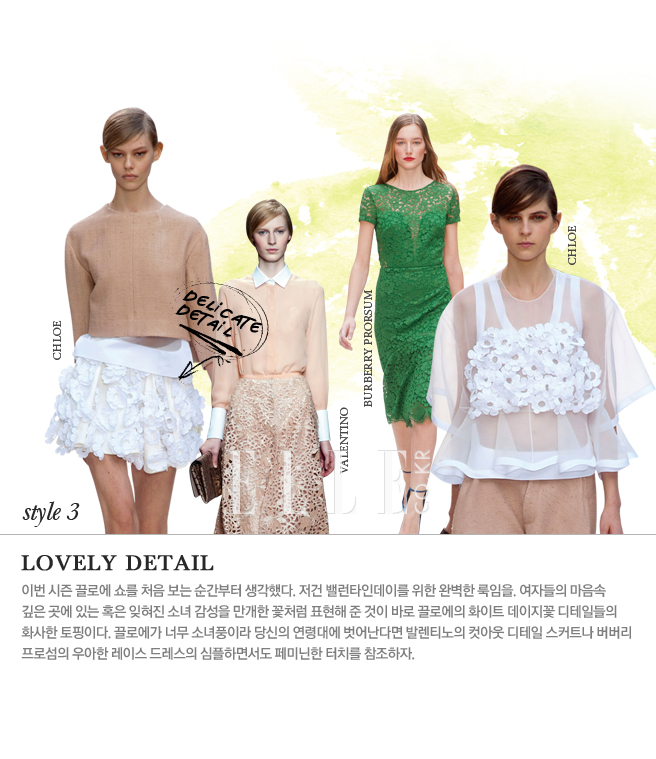 CHLOE
DELICATE
DETAIL
VALENTINO
BURBERRY PRORSUM
CHLOE
ELLE.CO.KR
style 3
LOVELY DETAIL
이번 시즌 끌로에 쇼를 처음 보는 순간부터 생각했다. 저건 밸런타인데이를 위한 완벽한 룩임을. 여자들의 마음속
깊은 곳에 있는 혹은 잊혀진 소녀 감성을 만개한 꽃처럼 표현해 준 것이 바로 끌로에의 화이트 데이지꽃 디테일들의
화사한 토핑이다. 끌로에가 너무 소녀풍이라 당신의 연령대에 벗어난다면 발렌티노의 컷아웃 디테일 스커트나 버버리
프로섬의 우아한 레이스 드레스의 심플하면서도 페미닌한 터치를 참조하자.